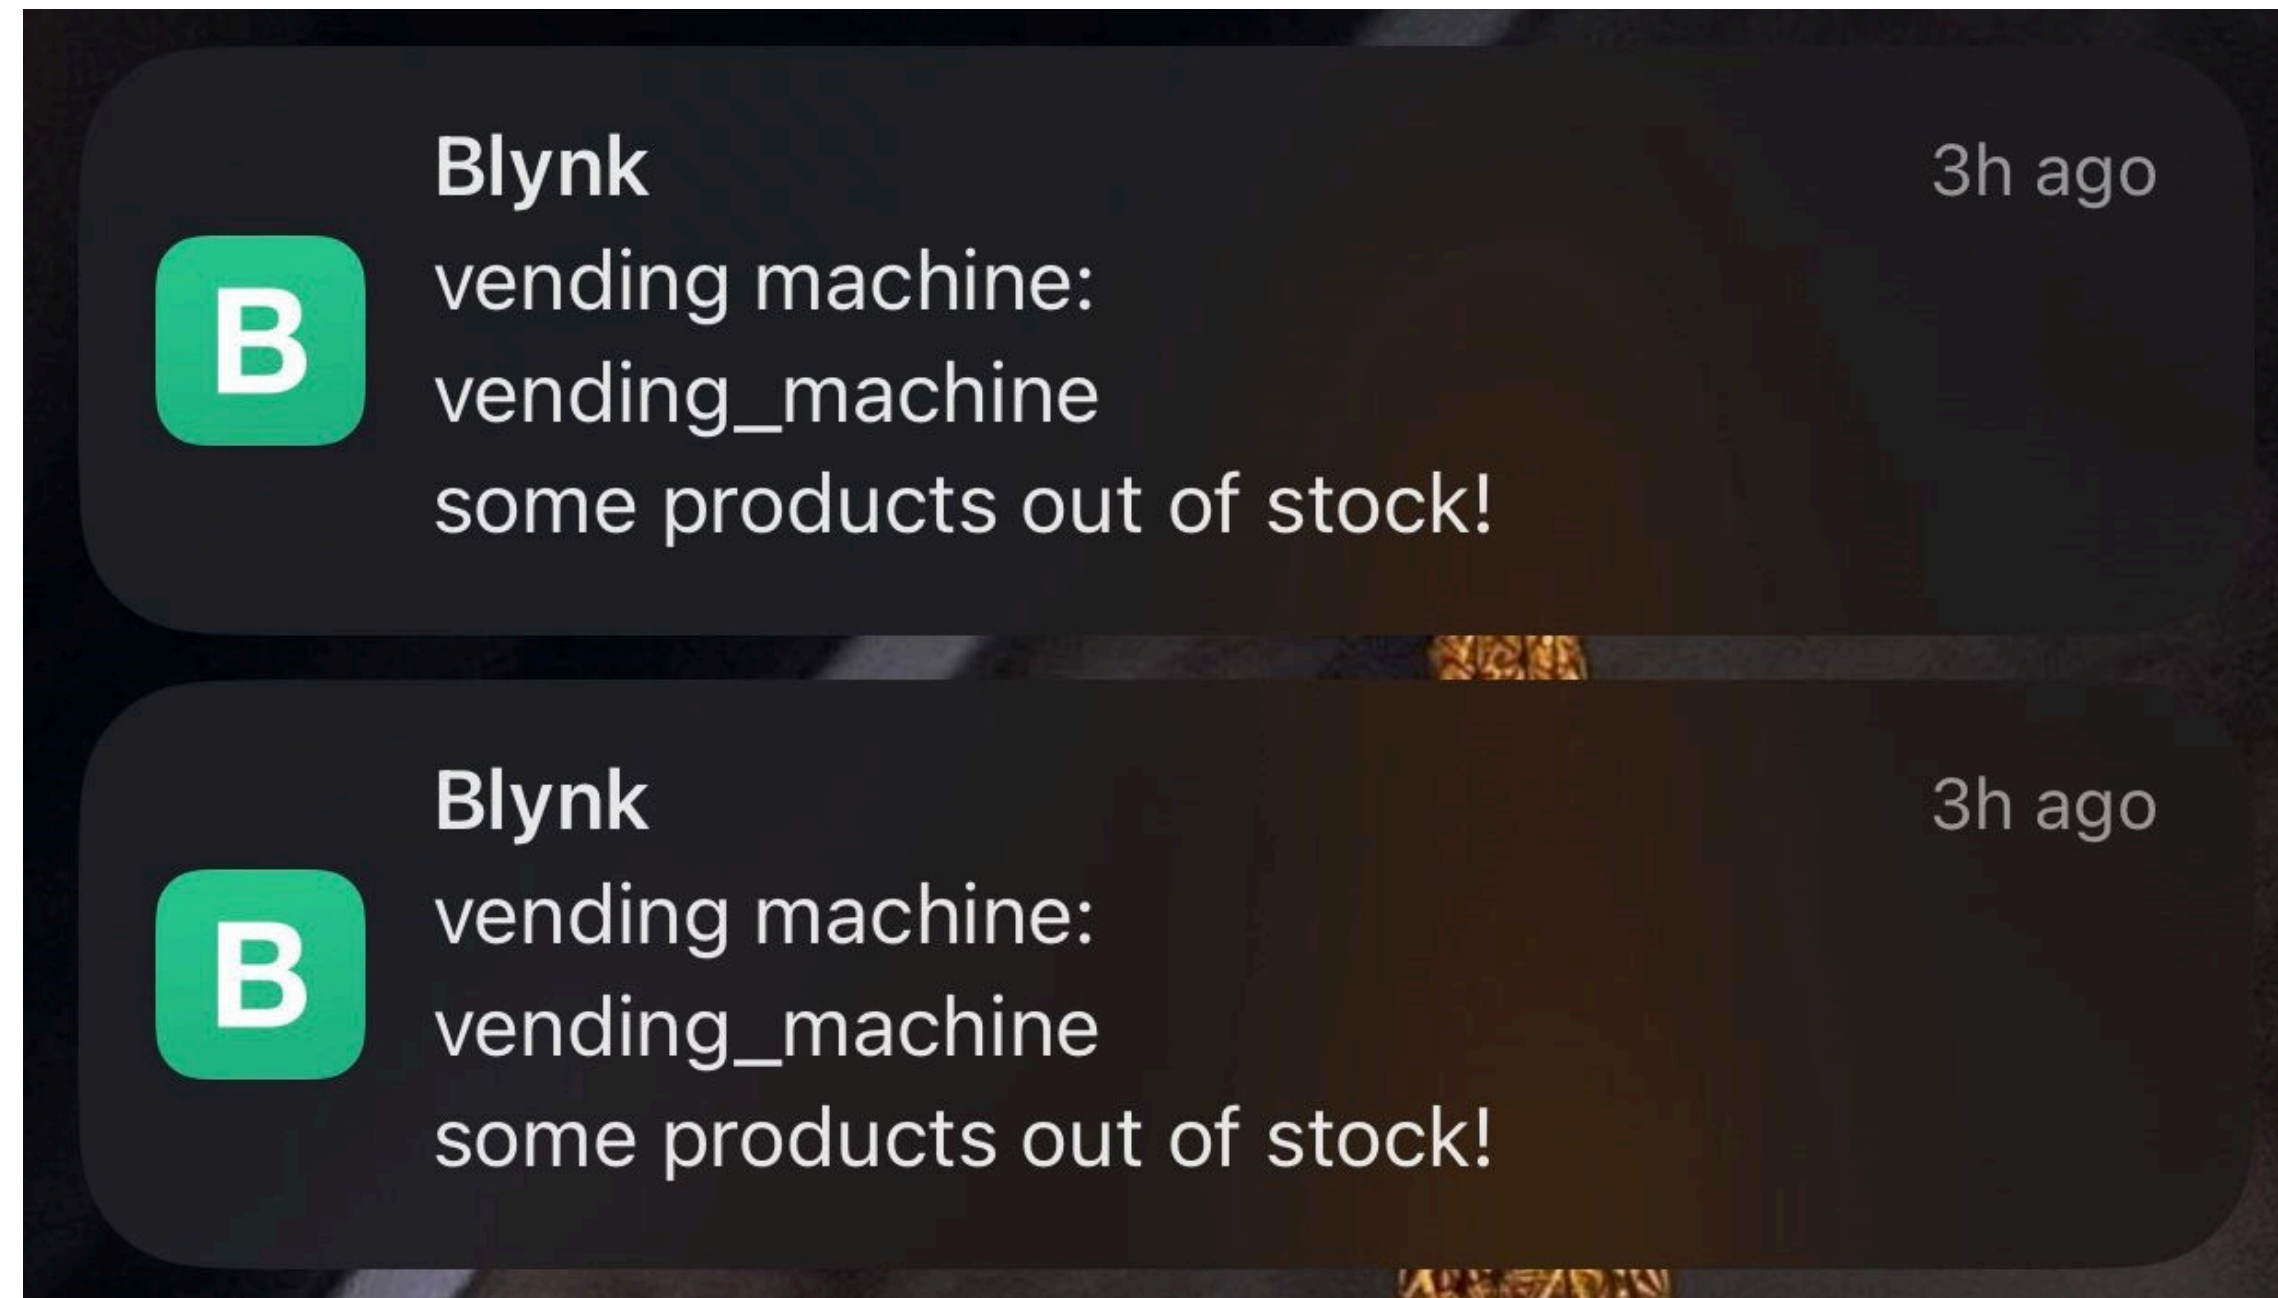 Blynk
3h ago
B
vending machine:
vending_machine
some products out of stock!
Blynk
3h ago
B
vending machine:
vending_machine
some products out of stock!